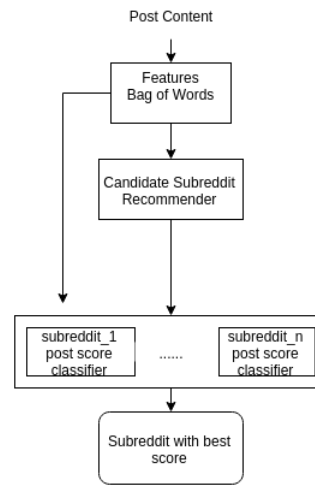 Post Content
Features
Bag of Words
Candidate Subreddit
Recommender
subreddit_1
post score
classifier
......
subreddit_n
post score
classifier
Subreddit with best
score